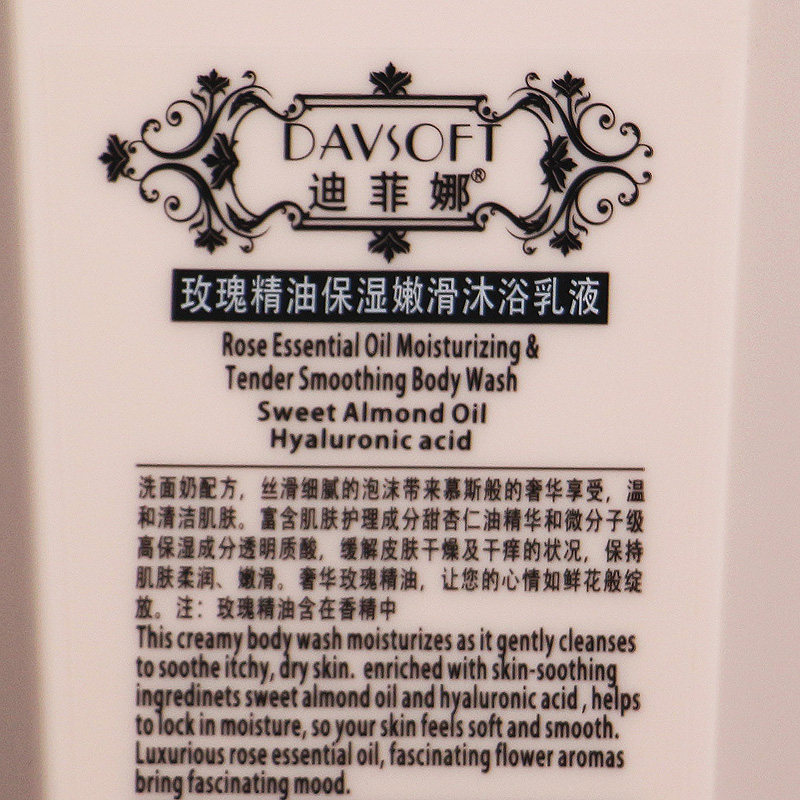 DAVSOFT
迪菲娜®
玫瑰精油保湿嫩滑沐浴乳液
Rose Essential Oil Moisturizing &
Tender Smoothing Body Wash
Sweet Almond Oil
Hyaluronic acid
洗面奶配方，丝滑细腻的泡沫带来慕斯般的奢华享受，温
和清洁肌肤。富含肌肤护理成分甜杏仁油精华和微分子级
高保湿成分透明质酸，缓解皮肤干燥及干痒的状况，保持
肌肤柔润、嫩滑。奢华玫瑰精油，让您的心情如鲜花般绽
放。注：玫瑰精油含在香精中
This creamy body wash moisturizes as it gently cleanses
to soothe itchy, dry skin. enriched with skin-soothing
ingredinets sweet almond oil and hyaluronic acid , helps
to lock in moisture, so your skin feels soft and smooth.
Luxurious rose essential oil, fascinating flower aromas
bring fascinating mood.